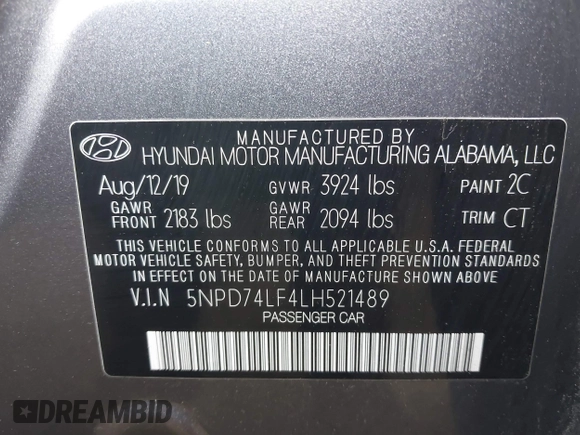 MANUFACTURED BY
HYUNDAI MOTOR MANUFACTURING ALABAMA, LLC
Aug/12/19 GVWR 3924 lbs PAINT 2C
GAWR FRONT 2183 lbs GAWR REAR 2094 lbs TRIM CT
THIS VEHICLE CONFORMS TO ALL APPLICABLE U.S.A. FEDERAL
MOTOR VEHICLE SAFETY, BUMPER, AND THEFT PREVENTION STANDARDS
IN EFFECT ON THE DATE OF MANUFACTURE SHOWN ABOVE.
V.I.N 5NPD74LF4LH521489
PASSENGER CAR
DREAMBID